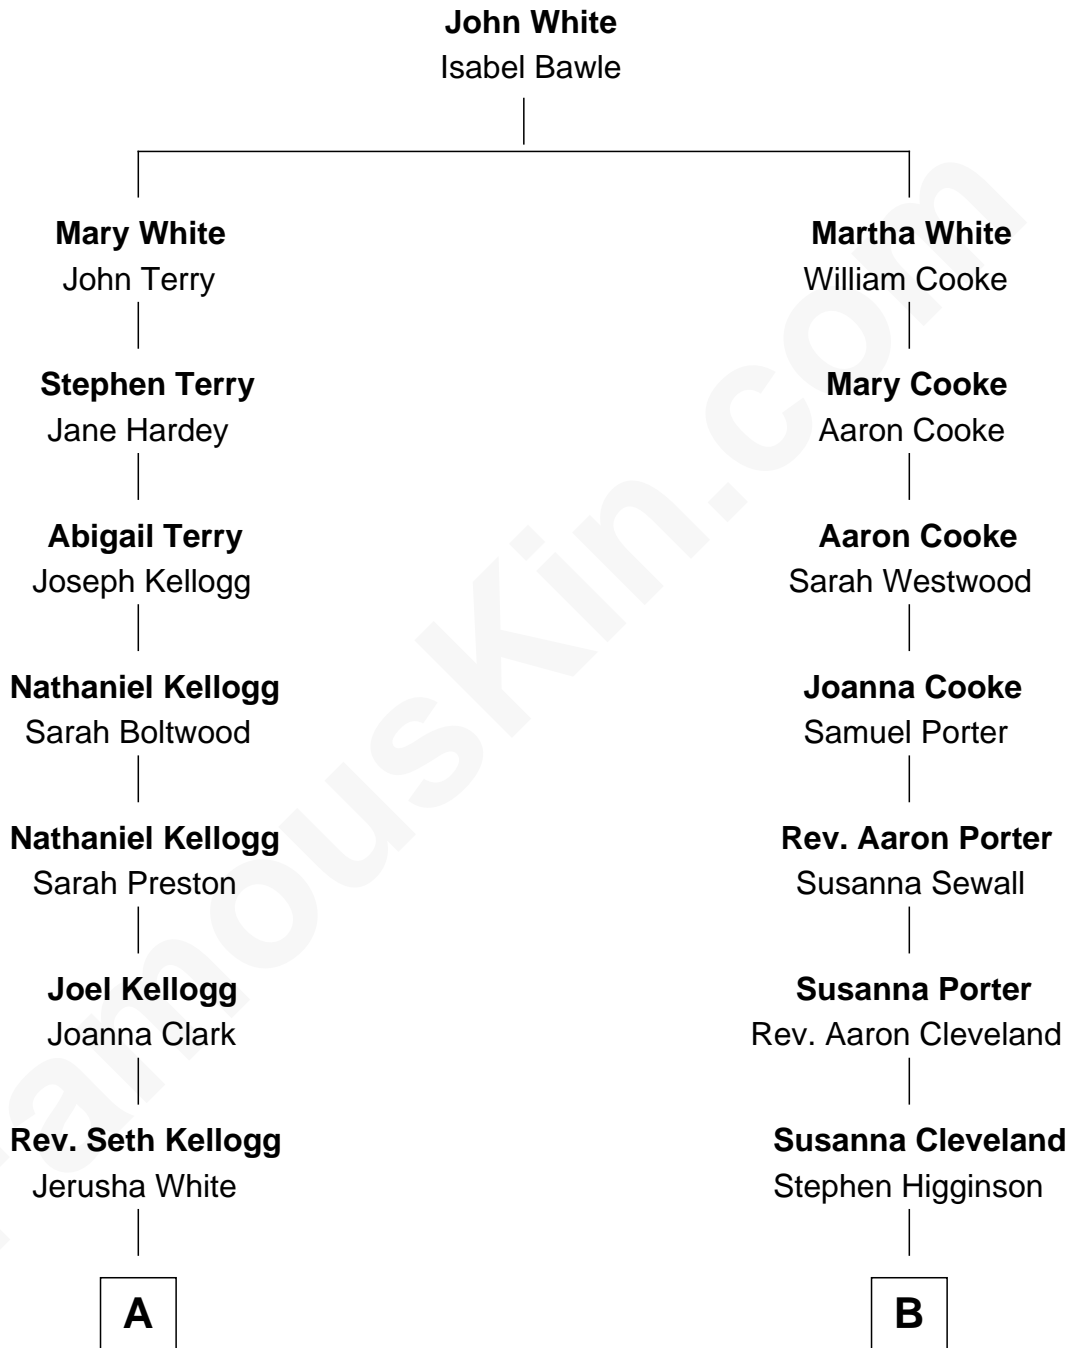 John White
Isabel Bawle
Mary White
John Terry
Martha White
William Cooke
Stephen Terry
Jane Hardey
Mary Cooke
Aaron Cooke
Abigail Terry
Joseph Kellogg
Aaron Cooke
Sarah Westwood
Nathaniel Kellogg
Sarah Boltwood
Joanna Cooke
Samuel Porter
Nathaniel Kellogg
Sarah Preston
Rev. Aaron Porter
Susanna Sewall
Joel Kellogg
Joanna Clark
Susanna Porter
Rev. Aaron Cleveland
Rev. Seth Kellogg
Jerusha White
Susanna Cleveland
Stephen Higginson
A
B
FamousKin.com